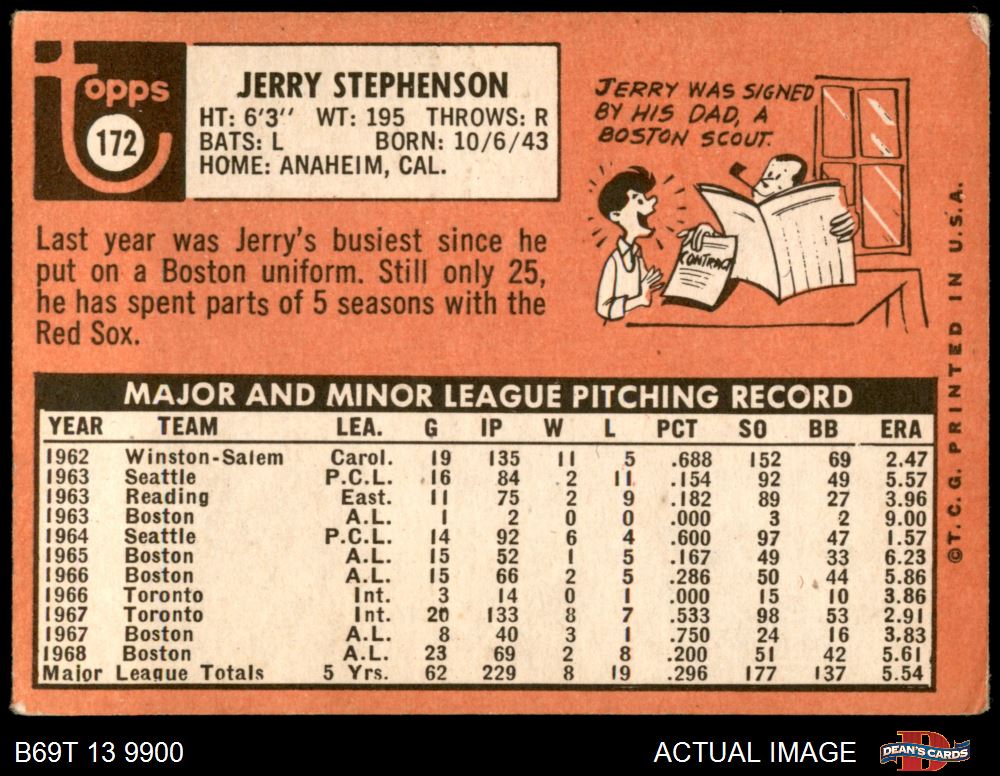 topps
172
JERRY STEPHENSON
HT: 6'3'' WT: 195 THROWS: R
BATS: L BORN: 10/6/43
HOME: ANAHEIM, CAL.
JERRY WAS SIGNED
BY HIS DAD, A
BOSTON SCOUT.
CONTRACT
Last year was Jerry's busiest since he
put on a Boston uniform. Still only 25,
he has spent parts of 5 seasons with the
Red Sox.
MAJOR AND MINOR LEAGUE PITCHING RECORD
YEAR TEAM LEA. G IP W L PCT SO BB ERA
1962 Winston-Salem Carol. 19 135 11 5 .688 152 69 2.47
1963 Seattle P.C.L. 16 84 2 11 .154 92 49 5.57
1963 Reading East. 11 75 2 9 .182 89 27 3.96
1963 Boston A.L. 1 2 0 0 .000 3 2 9.00
1964 Seattle P.C.L. 14 92 6 4 .600 97 47 1.57
1965 Boston A.L. 15 52 1 5 .167 49 33 6.23
1966 Boston A.L. 15 66 2 5 .286 50 44 5.86
1966 Toronto Int. 3 14 0 1 .000 15 10 3.86
1967 Toronto Int. 20 133 8 7 .533 98 53 2.91
1967 Boston A.L. 8 40 3 1 .750 24 16 3.83
1968 Boston A.L. 23 69 2 8 .200 51 42 5.61
Major League Totals 5 Yrs. 62 229 8 19 .296 177 137 5.54
©T.C.G. PRINTED IN U.S.A.
B69T 13 9900
ACTUAL IMAGE
DEAN'S CARDS